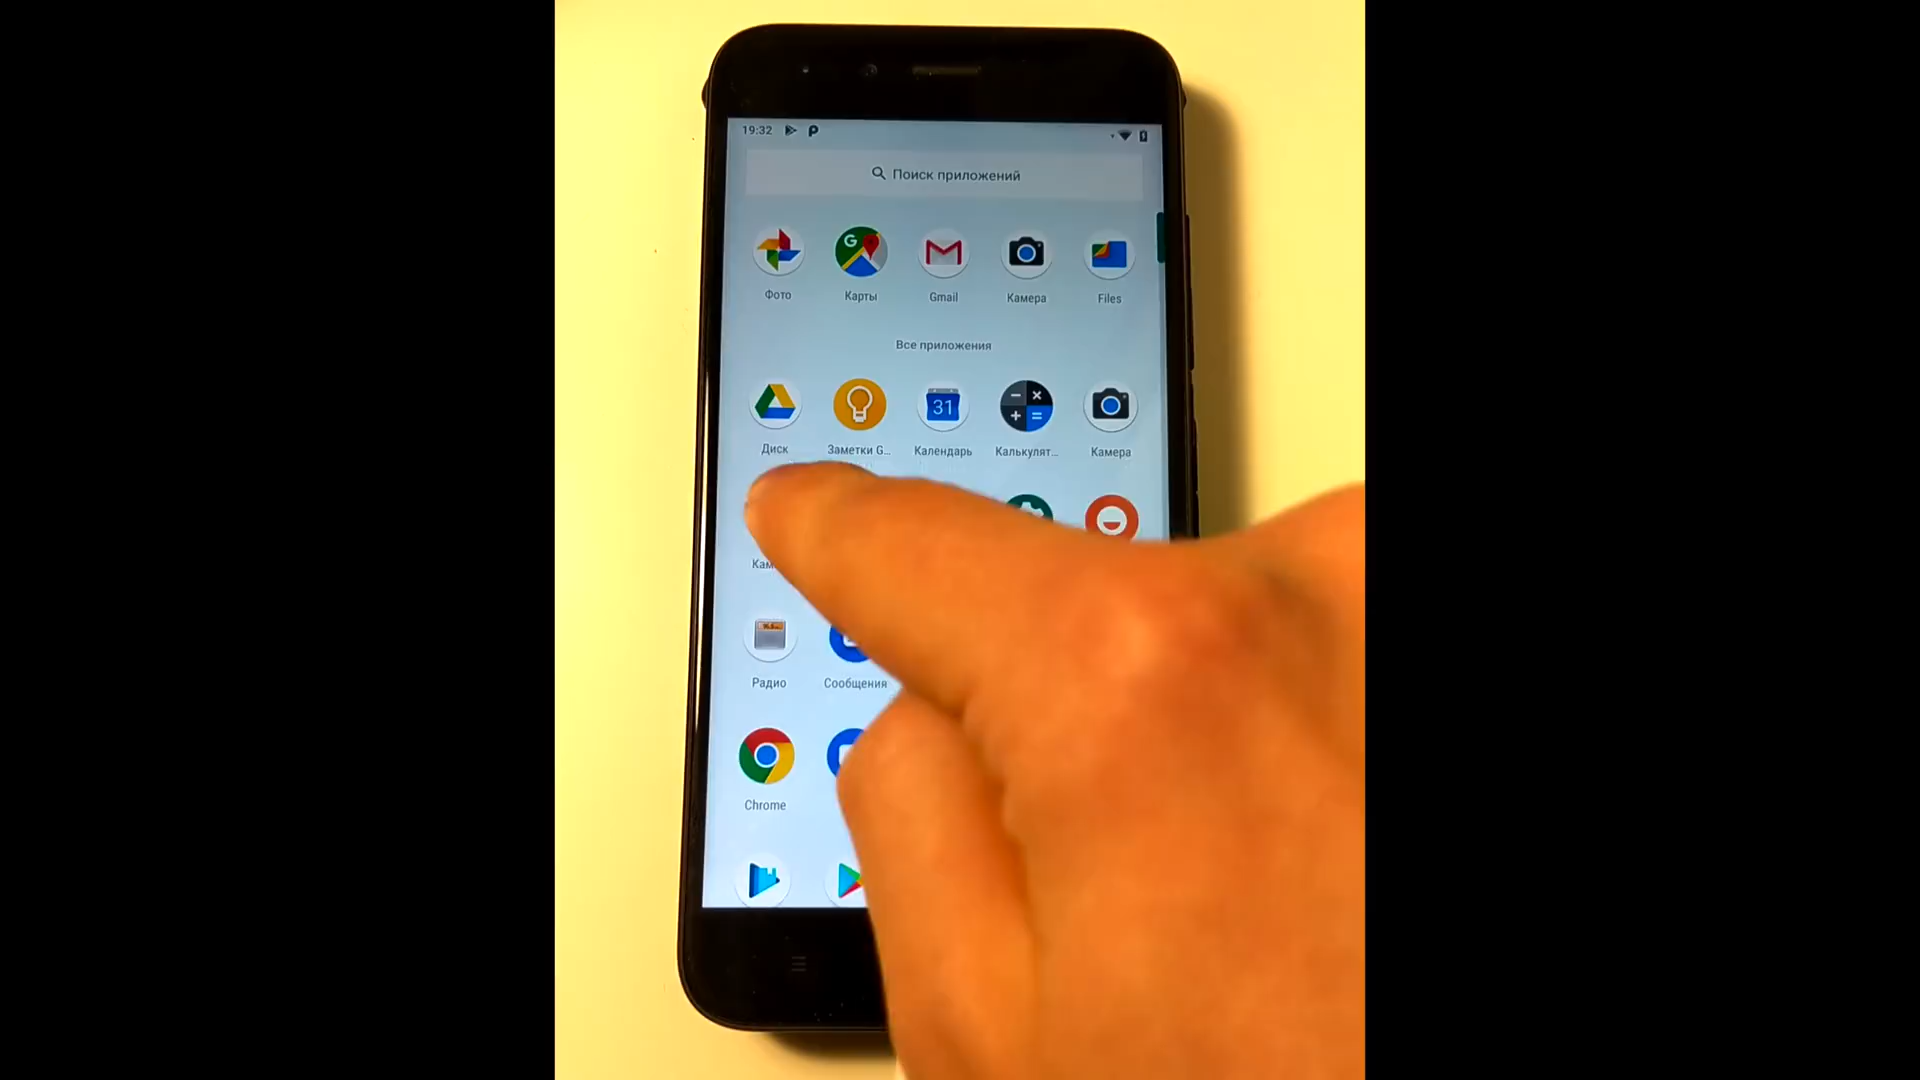 19:32
Поиск приложений
Фото Карты Gmail Камера Files
Все приложения
31
Диск Заметки G... Календарь Калькулят... Камера
Радио Сообщения
Chrome